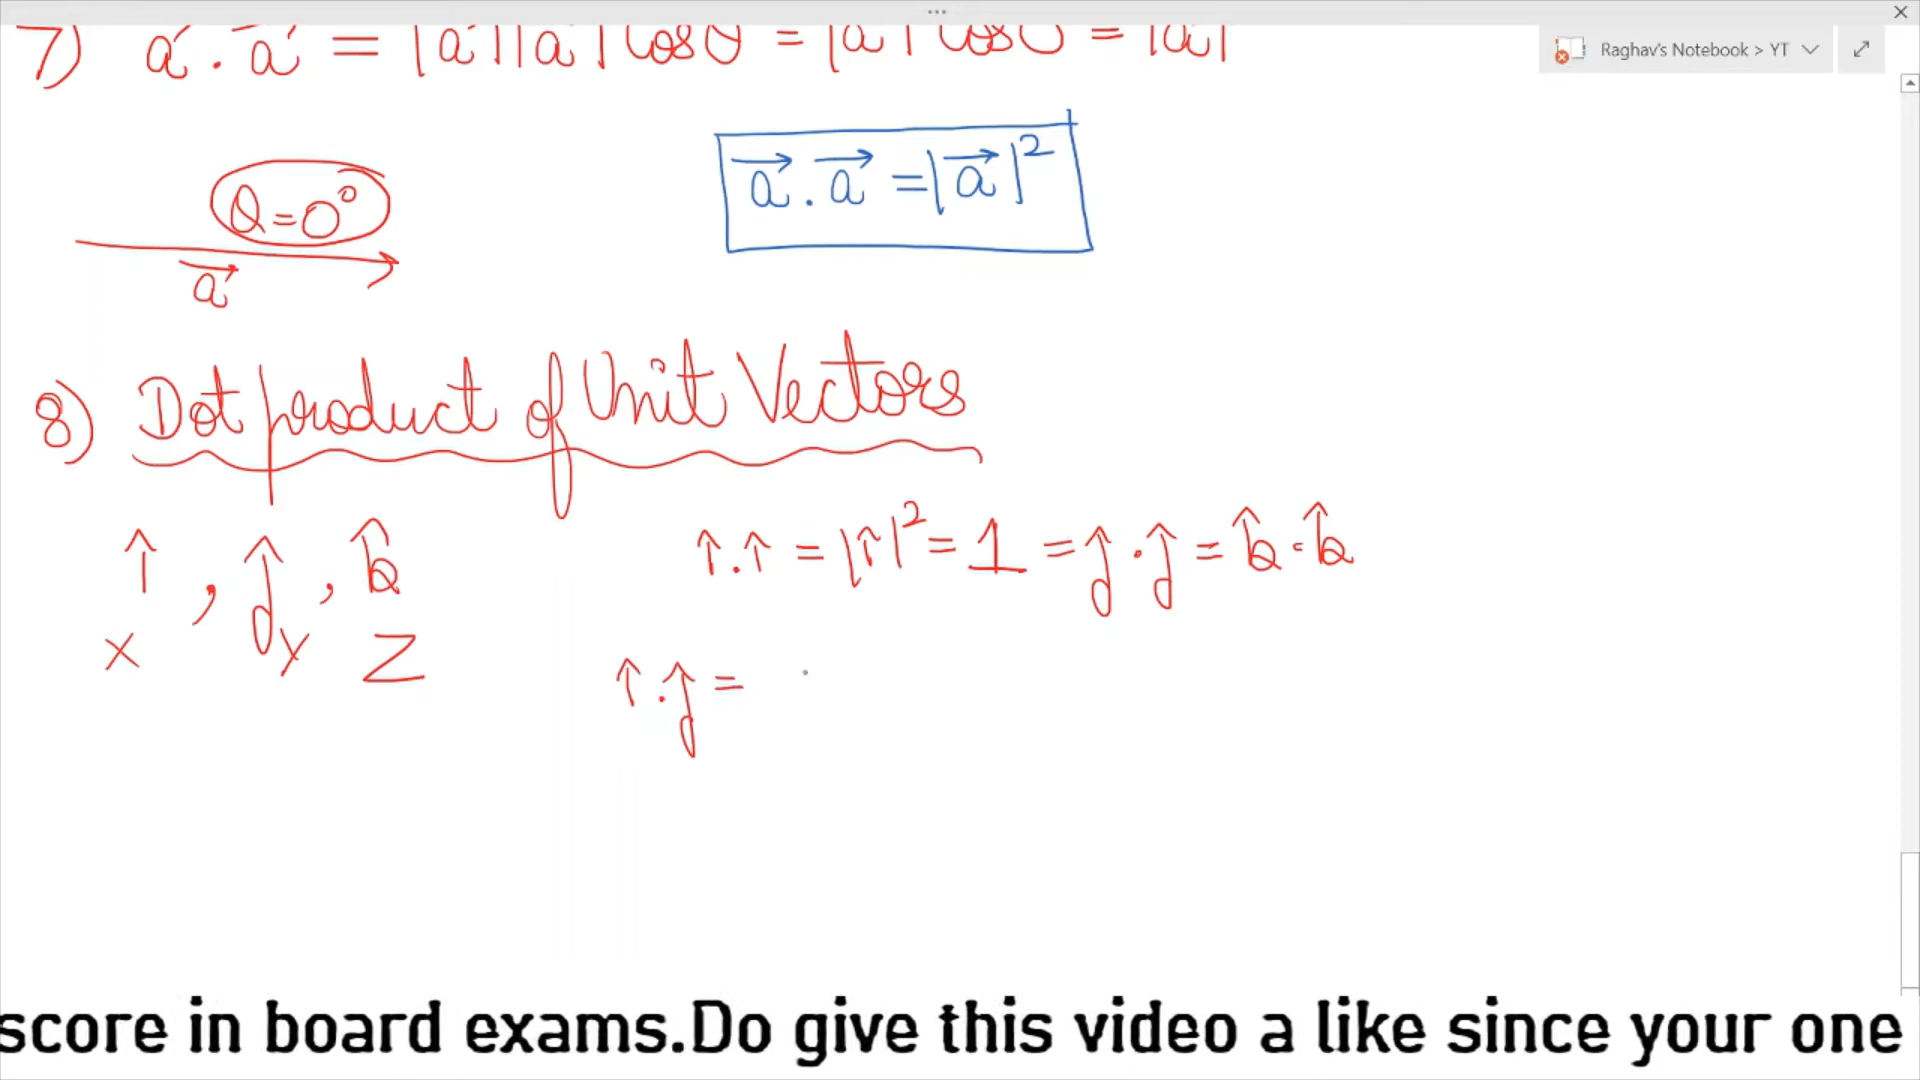 Raghav's Notebook > YT
7) a⃗ . a⃗ = |a⃗||a⃗| cosθ = |a⃗| cosθ = |a⃗|
a⃗ . a⃗ = |a⃗|²
θ = 0°
a⃗
8) Dot product of Unit Vectors
î , ĵ , k̂
î . î = |î|² = 1 = ĵ . ĵ = k̂ . k̂
X Y Z
î . ĵ =
score in board exams.Do give this video a like since your one